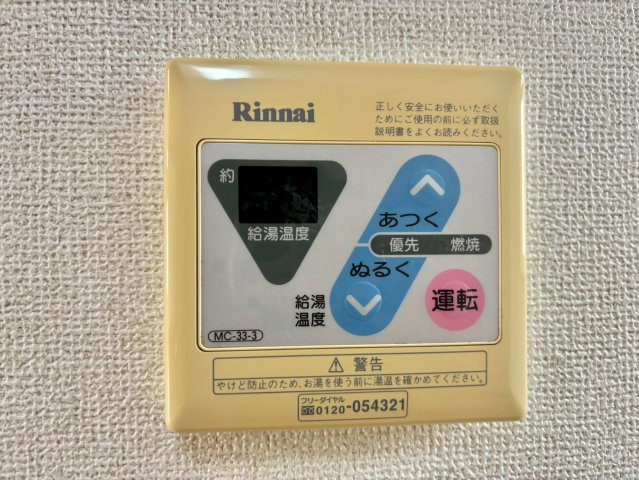 Rinnai
正しく安全にお使いいただく
ためにご使用の前に必ず取扱
説明書をよくお読みください。
約
給湯温度
あつく
優先 燃焼
ぬるく
給湯
温度
運転
MC-33-3
⚠ 警告
やけど防止のため、お湯を使う前に湯温を確かめてください。
フリーダイヤル
0120-054321